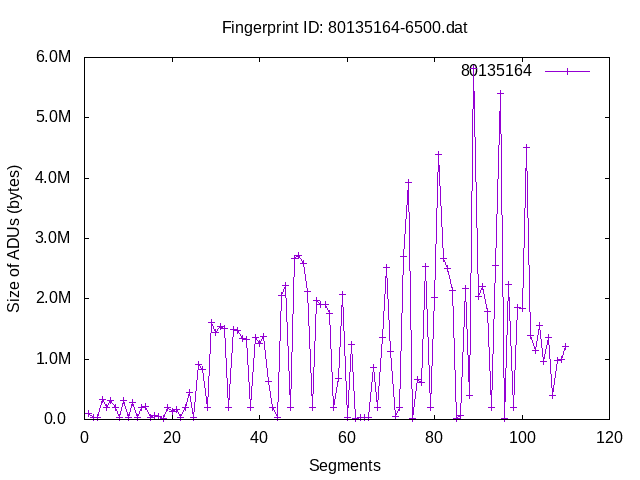 Fingerprint ID: 80135164-6500.dat
80135164
6.0M
5.0M
4.0M
3.0M
2.0M
1.0M
0.0
Size of ADUs (bytes)
0 20 40 60 80 100 120
Segments